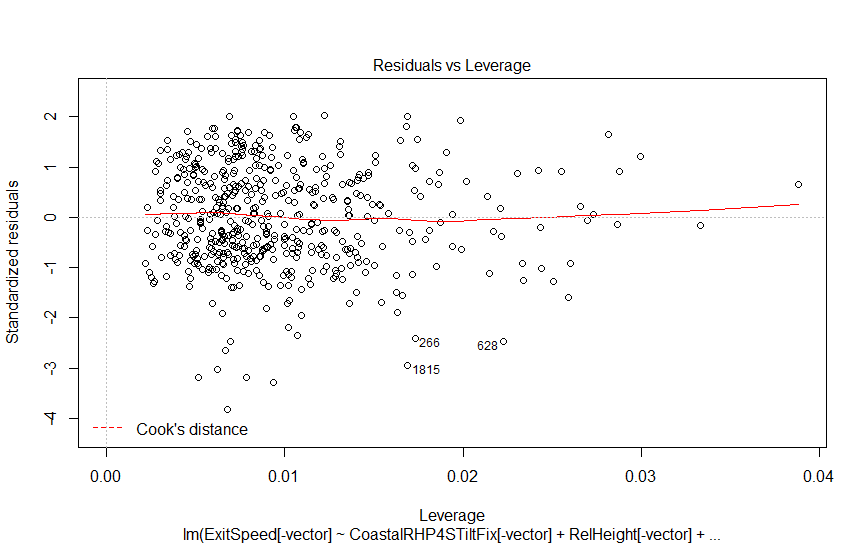 Residuals vs Leverage
Standardized residuals
2
1
0
-1
-2
-3
-4
266
628
1815
Cook's distance
0.00 0.01 0.02 0.03 0.04
Leverage
lm(ExitSpeed[-vector] ~ CoastalRHP4STiltFix[-vector] + RelHeight[-vector] + ...